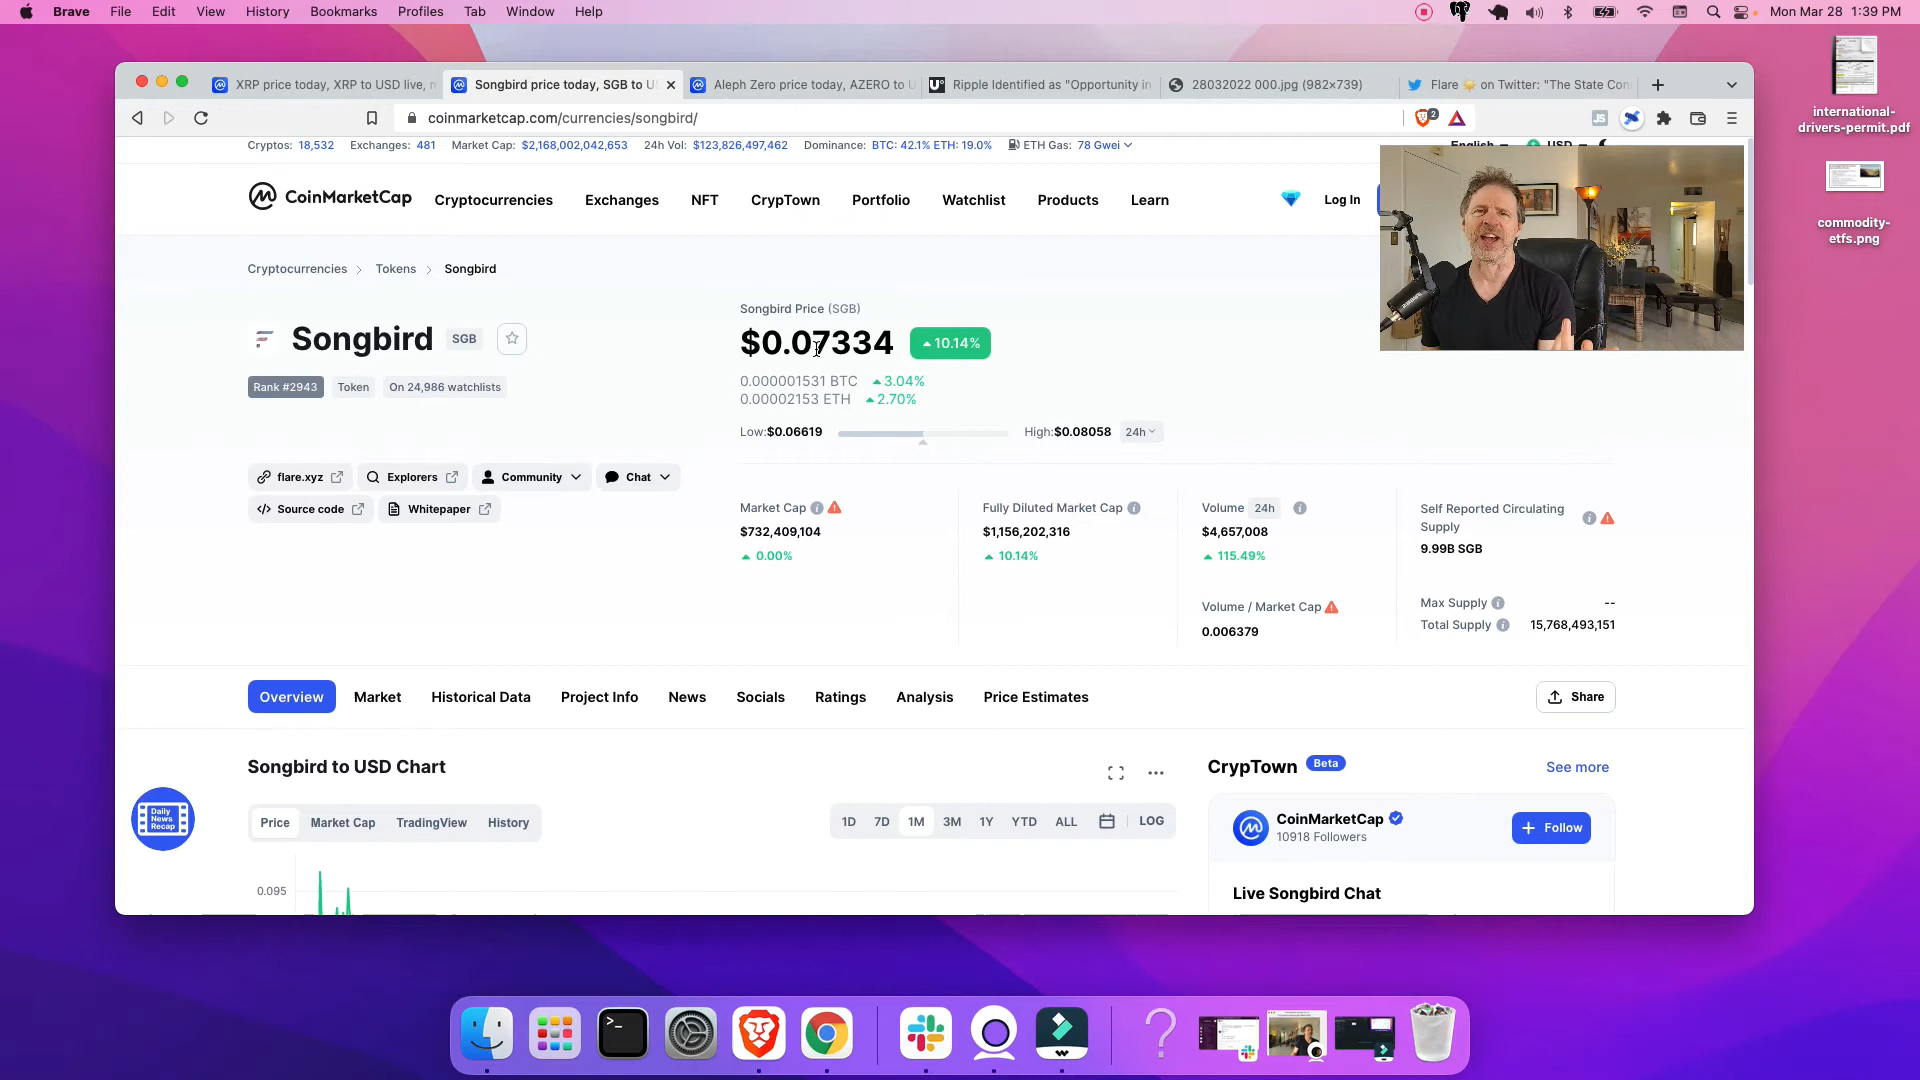 Brave File Edit View History Bookmarks Profiles Tab Window Help Mon Mar 28 1:39 PM
international-
drivers-permit.pdf
commodity-
etfs.png
XRP price today, XRP to USD live, Songbird price today, SGB to U Aleph Zero price today, AZERO to U Ripple Identified as "Opportunity in 28032022 000.jpg (982×739) Flare on Twitter: "The State Con
coinmarketcap.com/currencies/songbird/ 2 JS
Cryptos: 18,532 Exchanges: 481 Market Cap: $2,168,002,042,653 24h Vol: $123,826,497,462 Dominance: BTC: 42.1% ETH: 19.0% ETH Gas: 78 Gwei English USD
CoinMarketCap Cryptocurrencies Exchanges NFT CrypTown Portfolio Watchlist Products Learn Log In
Cryptocurrencies Tokens Songbird
Songbird SGB
Rank #2943 Token On 24,986 watchlists
flare.xyz Explorers Community Chat
Source code Whitepaper
Songbird Price (SGB)
$0.07334 10.14%
0.000001531 BTC 3.04%
0.00002153 ETH 2.70%
Low:$0.06619 High:$0.08058 24h
Market Cap
$732,409,104
0.00%
Fully Diluted Market Cap
$1,156,202,316
10.14%
Volume 24h
$4,657,008
115.49%
Volume / Market Cap
0.006379
Self Reported Circulating
Supply
9.99B SGB
Max Supply --
Total Supply 15,768,493,151
Overview Market Historical Data Project Info News Socials Ratings Analysis Price Estimates Share
Songbird to USD Chart
Price Market Cap TradingView History 1D 7D 1M 3M 1Y YTD ALL LOG
0.095
CrypTown Beta See more
CoinMarketCap
10918 Followers
Follow
Live Songbird Chat
Daily
News
Recap